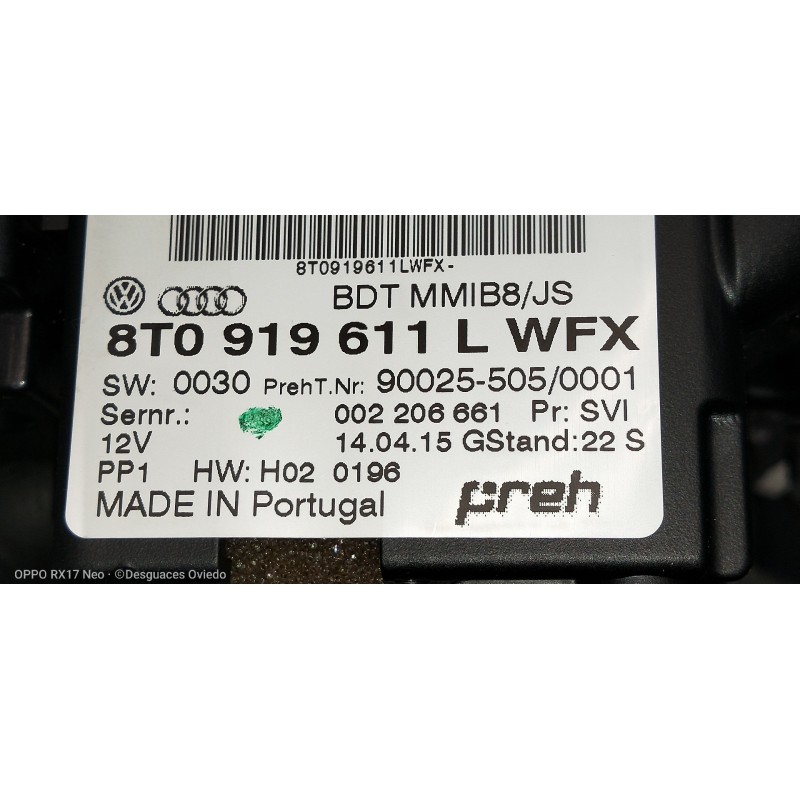 8T0919611LWFX-
BDT MMIB8/JS
8T0 919 611 L WFX
SW: 0030 PrehT.Nr: 90025-505/0001
Sernr.: 002 206 661 Pr: SVI
12V 14.04.15 GStand:22 S
PP1 HW: H02 0196
MADE IN Portugal preh
OPPO RX17 Neo · ©Desguaces Oviedo